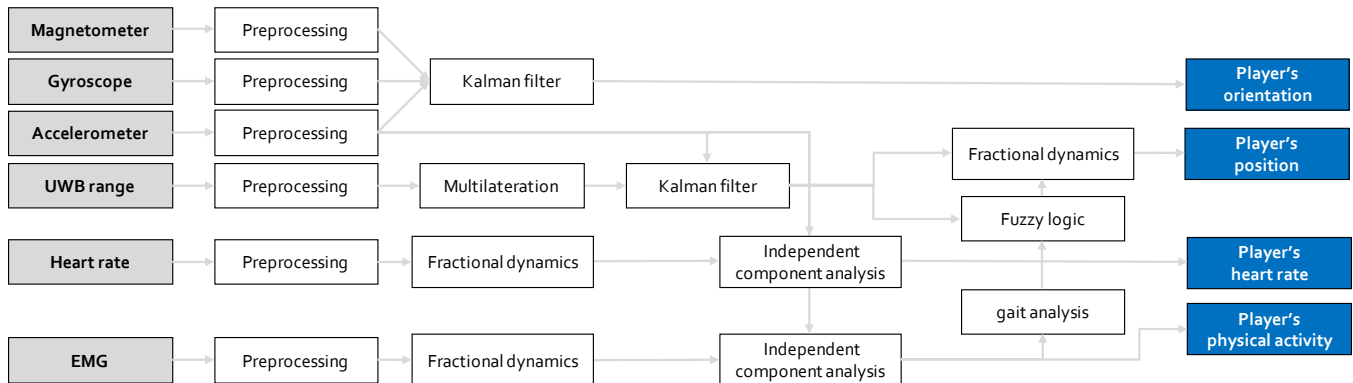 Magnetometer
Preprocessing
Gyroscope
Preprocessing
Kalman filter
Player's
orientation
Accelerometer
Preprocessing
Fractional dynamics
Player's
position
UWB range
Preprocessing
Multilateration
Kalman filter
Fuzzy logic
Heart rate
Preprocessing
Fractional dynamics
Independent
component analysis
Player's
heart rate
gait analysis
Player's
physical activity
EMG
Preprocessing
Fractional dynamics
Independent
component analysis